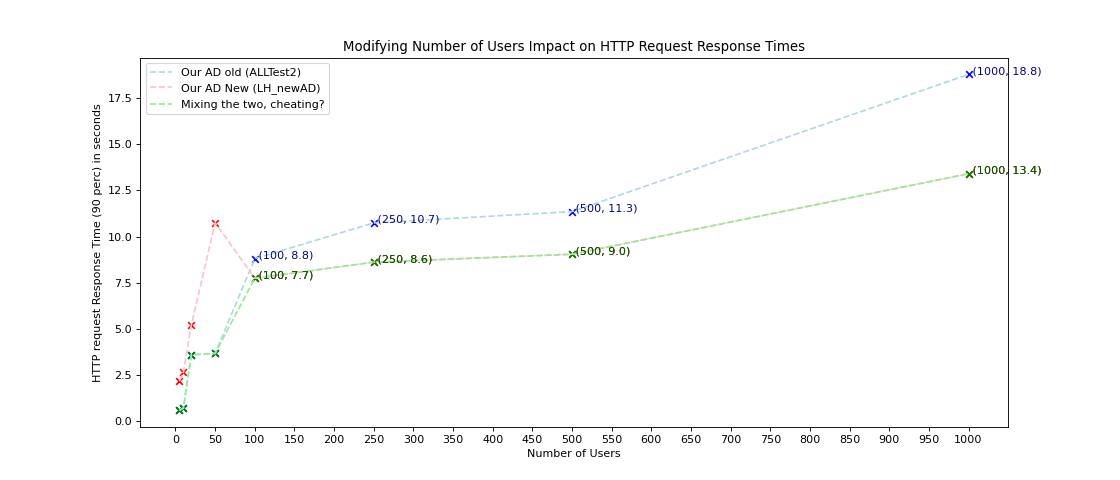 Modifying Number of Users Impact on HTTP Request Response Times
Our AD old (ALLTest2)
Our AD New (LH_newAD)
Mixing the two, cheating?
HTTP request Response Time (90 perc) in seconds
17.5
15.0
12.5
10.0
7.5
5.0
2.5
0.0
(1000, 18.8)
(1000, 13.4)
(500, 11.3)
(250, 10.7)
(500, 9.0)
(100, 8.8)
(250, 8.6)
(100, 7.7)
0 50 100 150 200 250 300 350 400 450 500 550 600 650 700 750 800 850 900 950 1000
Number of Users